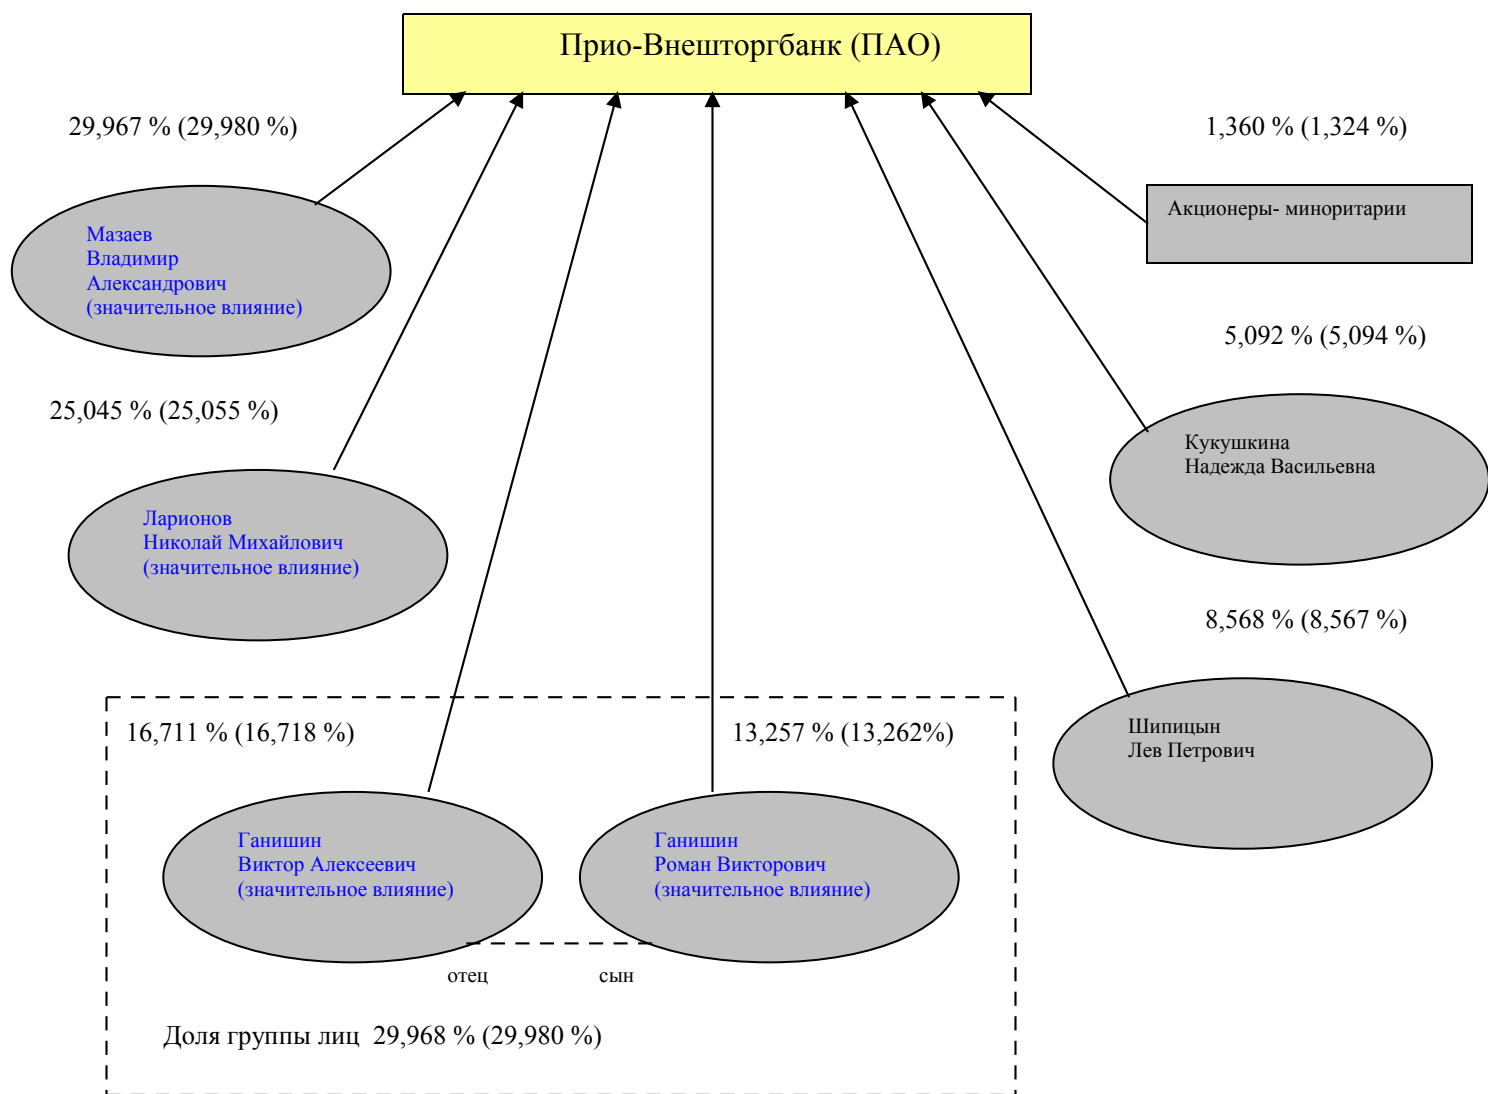 Прио-Внешторгбанк (ПАО)
29,967 % (29,980 %)
1,360 % (1,324 %)
Мазаев
Владимир
Александрович
(значительное влияние)
Акционеры- миноритарии
5,092 % (5,094 %)
25,045 % (25,055 %)
Кукушкина
Надежда Васильевна
Ларионов
Николай Михайлович
(значительное влияние)
8,568 % (8,567 %)
16,711 % (16,718 %)
13,257 % (13,262%)
Шипицын
Лев Петрович
Ганишин
Виктор Алексеевич
(значительное влияние)
Ганишин
Роман Викторович
(значительное влияние)
отец
сын
Доля группы лиц 29,968 % (29,980 %)